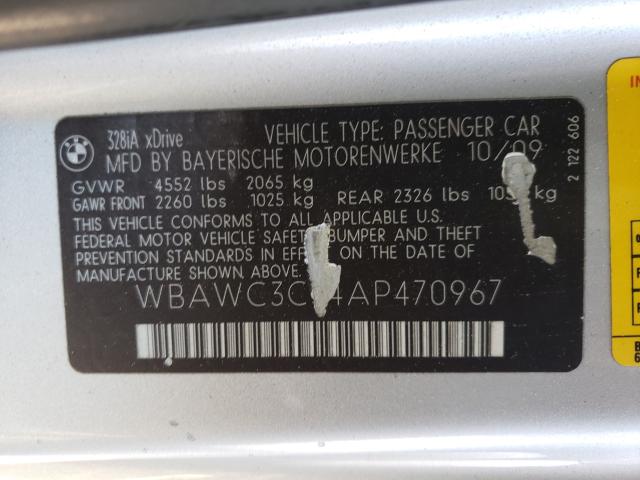 BMW
328iA xDrive
VEHICLE TYPE: PASSENGER CAR
MFD BY BAYERISCHE MOTORENWERKE 10/09
GVWR 4552 lbs 2065 kg
GAWR FRONT 2260 lbs 1025 kg REAR 2326 lbs kg
THIS VEHICLE CONFORMS TO ALL APPLICABLE U.S.
FEDERAL MOTOR VEHICLE BUMPER AND THEFT
PREVENTION STANDARDS IN ON THE DATE OF
MANUFACTURE SHOWN ABOVE.
2 122 606